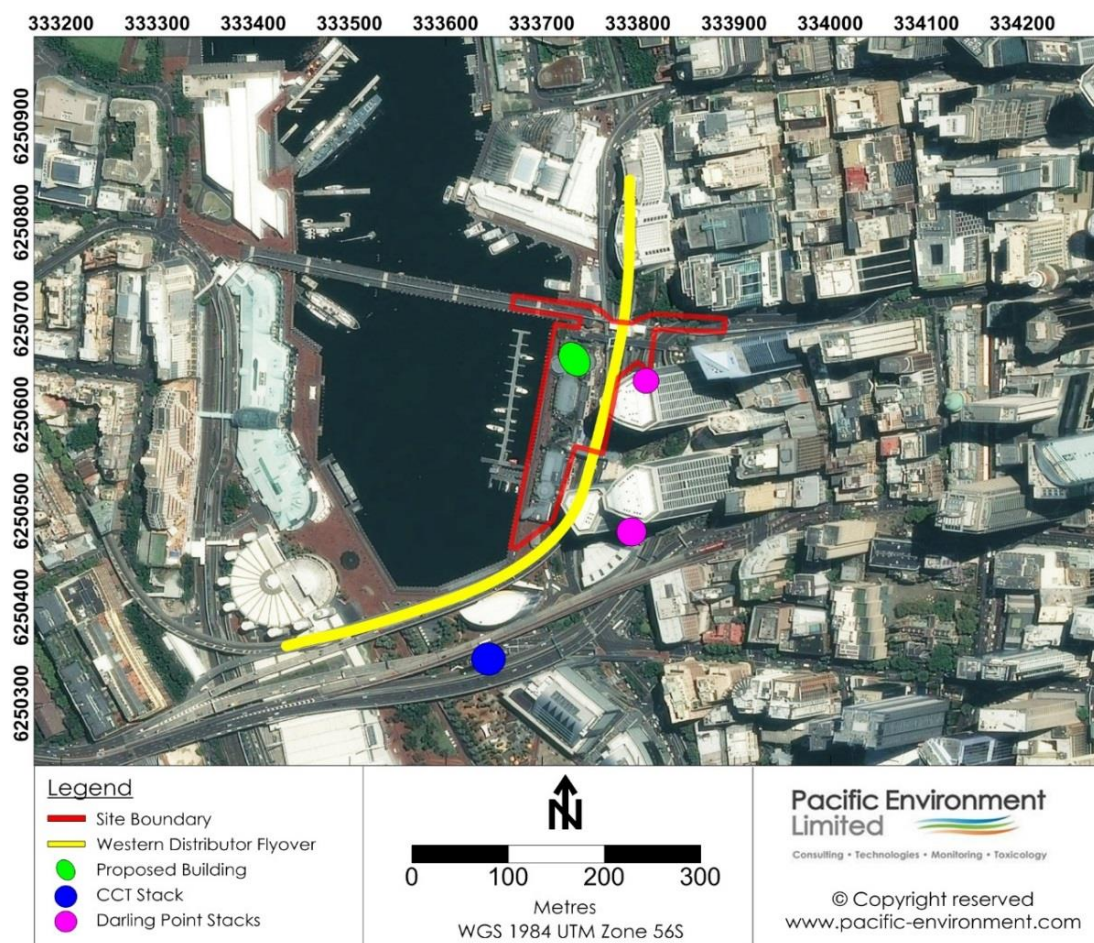 333200 333300 333400 333500 333600 333700 333800 333900 334000 334100 334200
6250900
6250800
6250700
6250600
6250500
6250400
6250300
Legend
Site Boundary
Western Distributor Flyover
Proposed Building
CCT Stack
Darling Point Stacks
N
0 100 200 300
Metres
WGS 1984 UTM Zone 56S
Pacific Environment
Limited
Consulting • Technologies • Monitoring • Toxicology
© Copyright reserved
www.pacific-environment.com